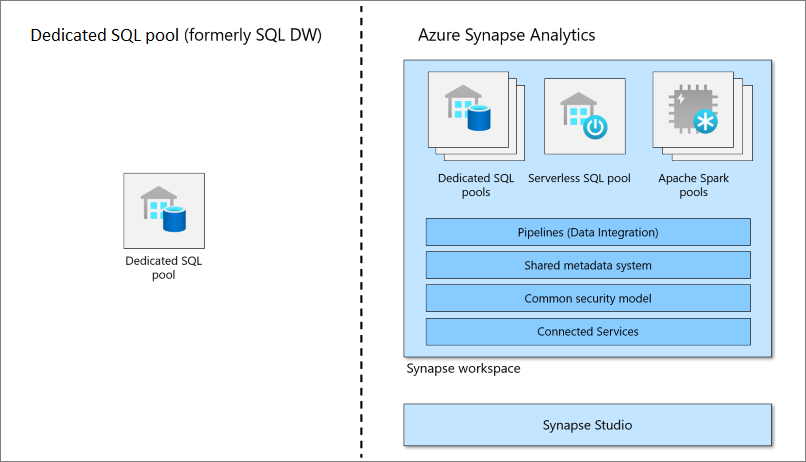 Dedicated SQL pool (formerly SQL DW)
Azure Synapse Analytics
Dedicated SQL
pool
Dedicated SQL
pools
Serverless SQL pool
Apache Spark
pools
Pipelines (Data Integration)
Shared metadata system
Common security model
Connected Services
Synapse workspace
Synapse Studio